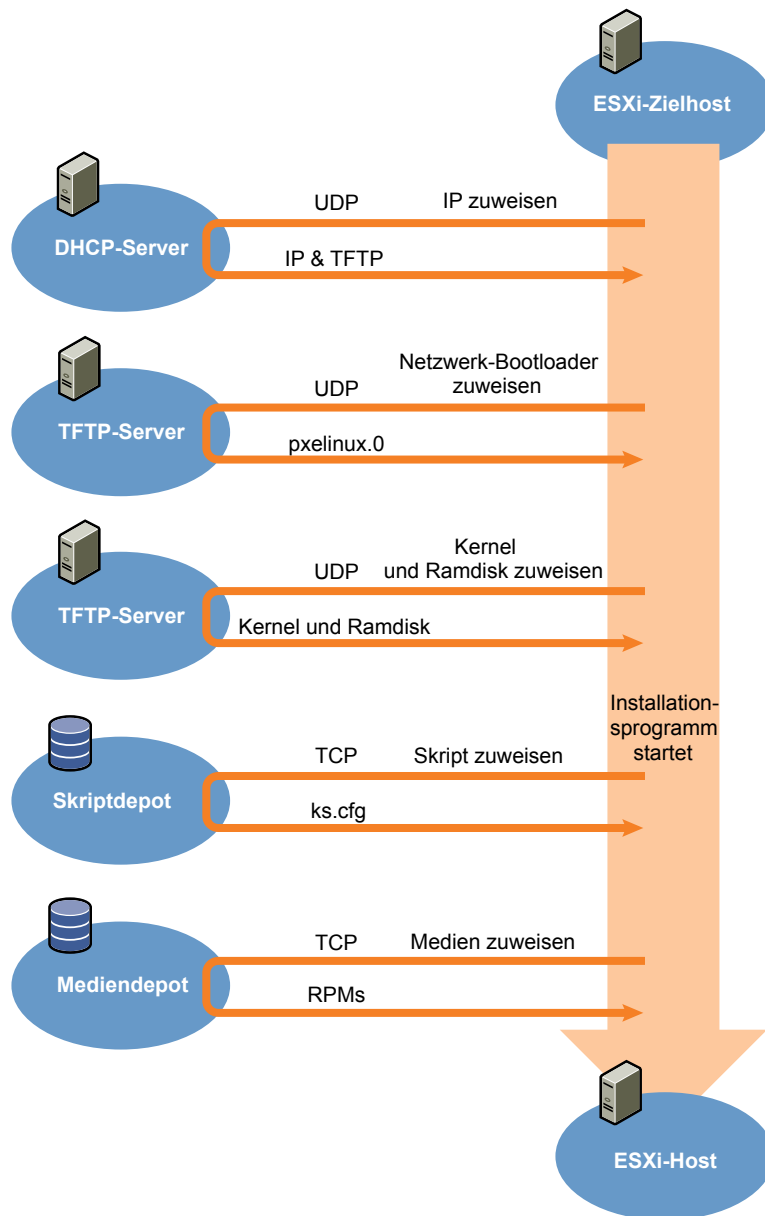 ESXi-Zielhost
UDP
IP zuweisen
DHCP-Server
IP & TFTP
Netzwerk-Bootloader
zuweisen
UDP
TFTP-Server
pxelinux.0
Kernel
und Ramdisk zuweisen
UDP
TFTP-Server
Kernel und Ramdisk
Installation-
sprogramm
startet
TCP
Skript zuweisen
Skriptdepot
ks.cfg
TCP
Medien zuweisen
Mediendepot
RPMs
ESXi-Host